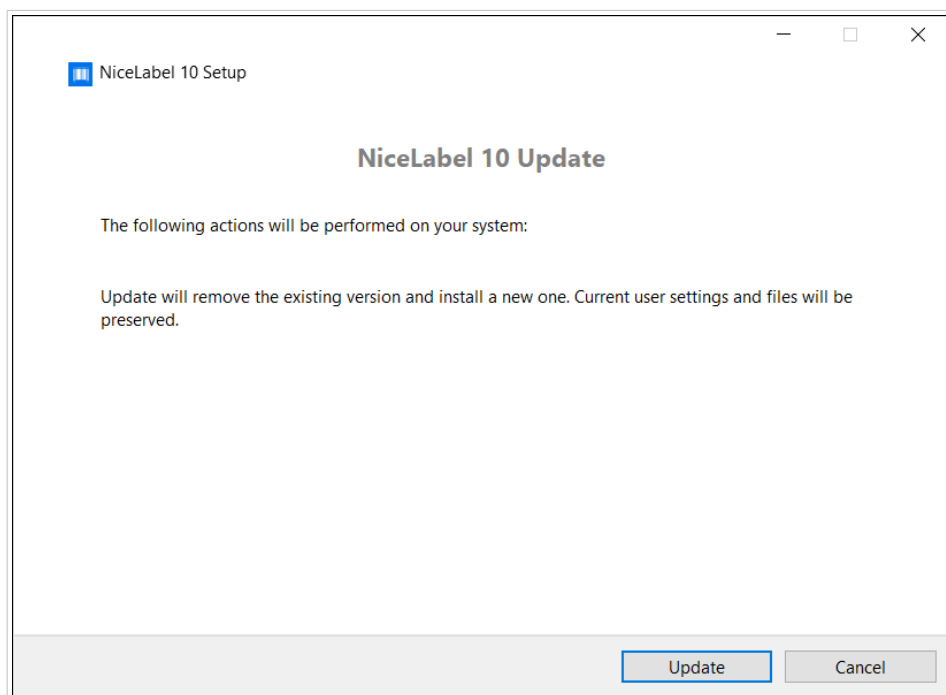 NiceLabel 10 Setup
NiceLabel 10 Update
The following actions will be performed on your system:
Update will remove the existing version and install a new one. Current user settings and files will be
preserved.
Update
Cancel